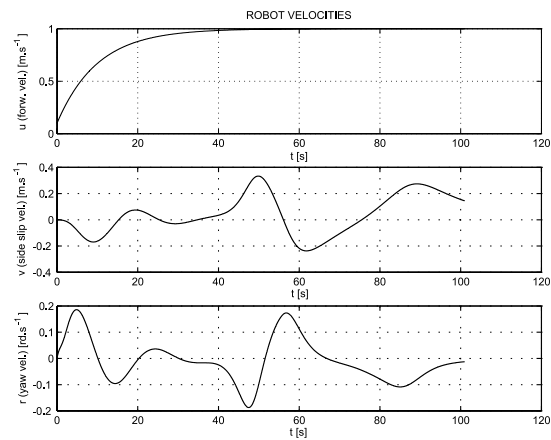 ROBOT VELOCITIES
u (forw. vel.) [m.s⁻¹]
1
0.5
0
0 20 40 60 80 100 120
t [s]
v (side slip vel.) [m.s⁻¹]
0.4
0.2
0
-0.2
-0.4
0 20 40 60 80 100 120
t [s]
r (yaw vel.) [rd.s⁻¹]
0.2
0.1
0
-0.1
-0.2
0 20 40 60 80 100 120
t [s]